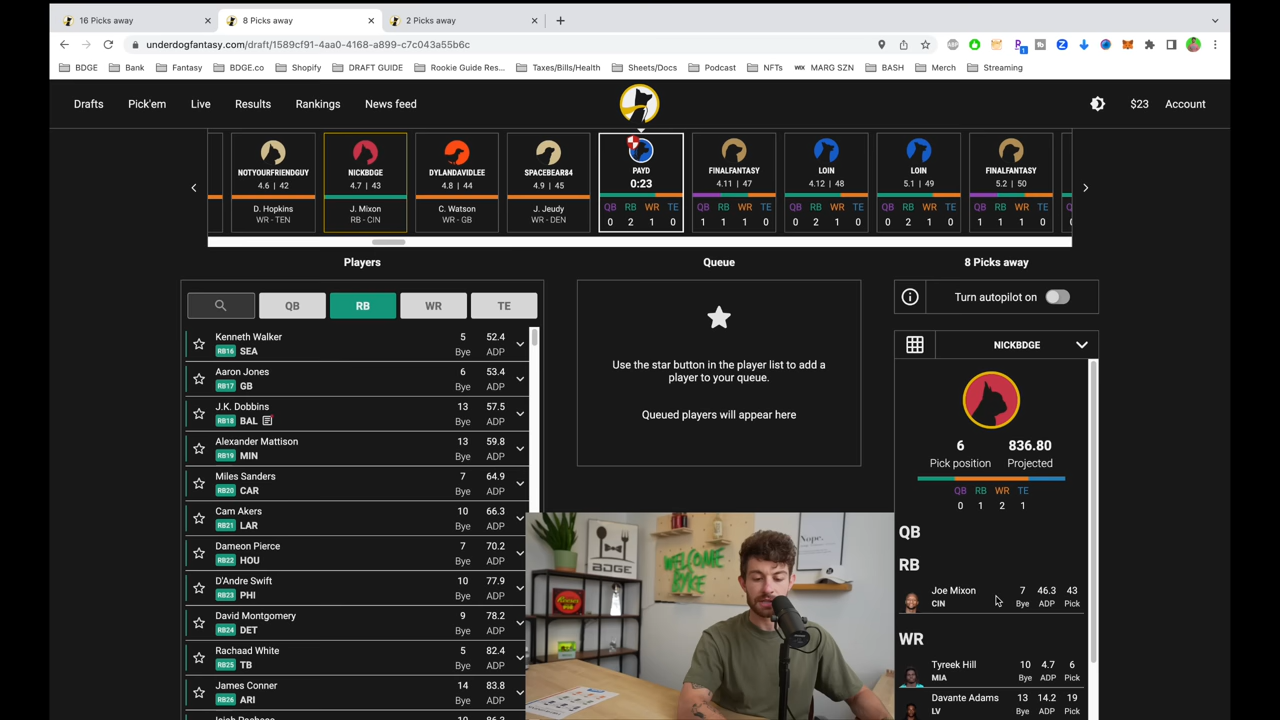 16 Picks away
8 Picks away
2 Picks away
underdogfantasy.com/draft/1589cf91-4aa0-4168-a899-c7c043a55b6c
BDGE Bank Fantasy BDGE.co Shopify DRAFT GUIDE Rookie Guide Res... Taxes/Bills/Health Sheets/Docs Podcast NFTs WIX MARG SZN BASH Merch Streaming
Drafts Pick'em Live Results Rankings News feed $23 Account
NOTYOURFRIENDGUY NICKBDGE DYLANDAVIDLEE SPACEBEAR84 PAYD FINALFANTASY LOIN LOIN FINALFANTASY
4.6 | 42 4.7 | 43 4.8 | 44 4.9 | 45 0:23 4.11 | 47 4.12 | 48 5.1 | 49 5.2 | 50
D. Hopkins J. Mixon C. Watson J. Jeudy QB RB WR TE QB RB WR TE QB RB WR TE QB RB WR TE QB RB WR TE
WR - TEN RB - CIN WR - GB WR - DEN 0 2 1 0 1 1 1 0 0 2 1 0 0 2 1 0 1 1 1 0
Players Queue 8 Picks away
QB RB WR TE
Kenneth Walker 5 52.4
RB16 SEA Bye ADP
Aaron Jones 6 53.4
RB17 GB Bye ADP
J.K. Dobbins 13 57.5
RB18 BAL Bye ADP
Alexander Mattison 13 59.8
RB19 MIN Bye ADP
Miles Sanders 7 64.9
RB20 CAR Bye ADP
Cam Akers 10 66.3
RB21 LAR Bye ADP
Dameon Pierce 7 70.2
RB22 HOU Bye ADP
D'Andre Swift 10 77.9
RB23 PHI Bye ADP
David Montgomery 9 78.2
RB24 DET Bye ADP
Rachaad White 5 82.4
RB25 TB Bye ADP
James Conner 14 83.8
RB26 ARI Bye ADP
Use the star button in the player list to add a
player to your queue.
Queued players will appear here
Turn autopilot on
NICKBDGE
6 836.80
Pick position Projected
QB RB WR TE
0 1 2 1
QB
RB
Joe Mixon 7 46.3 43
CIN Bye ADP Pick
WR
Tyreek Hill 10 4.7 6
MIA Bye ADP Pick
Davante Adams 13 14.2 19
LV Bye ADP Pick
BDGE
WELCOME
Nope.